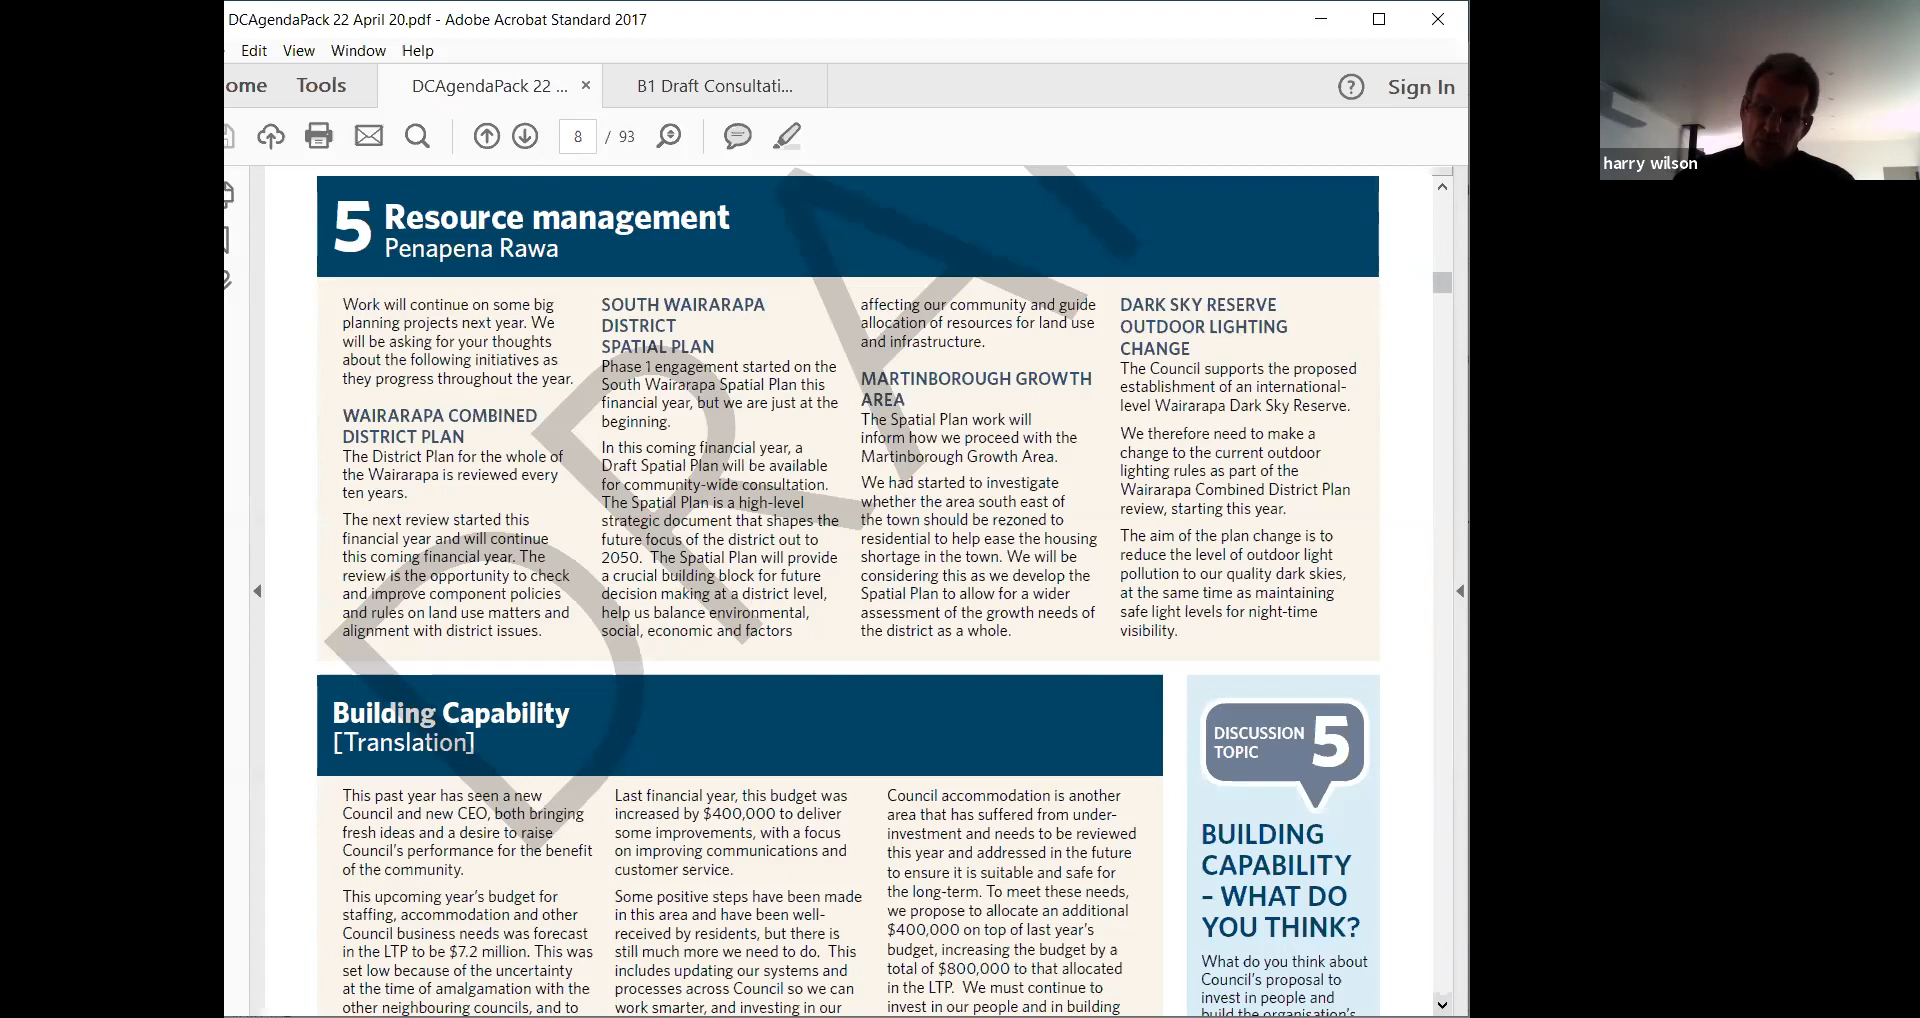 DCAgendaPack 22 April 20.pdf - Adobe Acrobat Standard 2017
Edit View Window Help
ome Tools DCAgendaPack 22 ... × B1 Draft Consultati... ? Sign In
8 / 93
harry wilson
DRA
5 Resource management
Penapena Rawa
Work will continue on some big
planning projects next year. We
will be asking for your thoughts
about the following initiatives as
they progress throughout the year.
WAIRARAPA COMBINED
DISTRICT PLAN
The District Plan for the whole of
the Wairarapa is reviewed every
ten years.
The next review started this
financial year and will continue
this coming financial year. The
review is the opportunity to check
and improve component policies
and rules on land use matters and
alignment with district issues.
SOUTH WAIRARAPA
DISTRICT
SPATIAL PLAN
Phase 1 engagement started on the
South Wairarapa Spatial Plan this
financial year, but we are just at the
beginning.
In this coming financial year, a
Draft Spatial Plan will be available
for community-wide consultation.
The Spatial Plan is a high-level
strategic document that shapes the
future focus of the district out to
2050. The Spatial Plan will provide
a crucial building block for future
decision making at a district level,
help us balance environmental,
social, economic and factors
affecting our community and guide
allocation of resources for land use
and infrastructure.
MARTINBOROUGH GROWTH
AREA
The Spatial Plan work will
inform how we proceed with the
Martinborough Growth Area.
We had started to investigate
whether the area south east of
the town should be rezoned to
residential to help ease the housing
shortage in the town. We will be
considering this as we develop the
Spatial Plan to allow for a wider
assessment of the growth needs of
the district as a whole.
DARK SKY RESERVE
OUTDOOR LIGHTING
CHANGE
The Council supports the proposed
establishment of an international-
level Wairarapa Dark Sky Reserve.
We therefore need to make a
change to the current outdoor
lighting rules as part of the
Wairarapa Combined District Plan
review, starting this year.
The aim of the plan change is to
reduce the level of outdoor light
pollution to our quality dark skies,
at the same time as maintaining
safe light levels for night-time
visibility.
Building Capability
[Translation]
This past year has seen a new
Council and new CEO, both bringing
fresh ideas and a desire to raise
Council's performance for the benefit
of the community.
This upcoming year's budget for
staffing, accommodation and other
Council business needs was forecast
in the LTP to be $7.2 million. This was
set low because of the uncertainty
at the time of amalgamation with the
other neighbouring councils, and to
Last financial year, this budget was
increased by $400,000 to deliver
some improvements, with a focus
on improving communications and
customer service.
Some positive steps have been made
in this area and have been well-
received by residents, but there is
still much more we need to do. This
includes updating our systems and
processes across Council so we can
work smarter, and investing in our
Council accommodation is another
area that has suffered from under-
investment and needs to be reviewed
this year and addressed in the future
to ensure it is suitable and safe for
the long-term. To meet these needs,
we propose to allocate an additional
$400,000 on top of last year's
budget, increasing the budget by a
total of $800,000 to that allocated
in the LTP. We must continue to
invest in our people and in building
DISCUSSION
TOPIC 5
BUILDING
CAPABILITY
– WHAT DO
YOU THINK?
What do you think about
Council's proposal to
invest in people and
build the organisation's